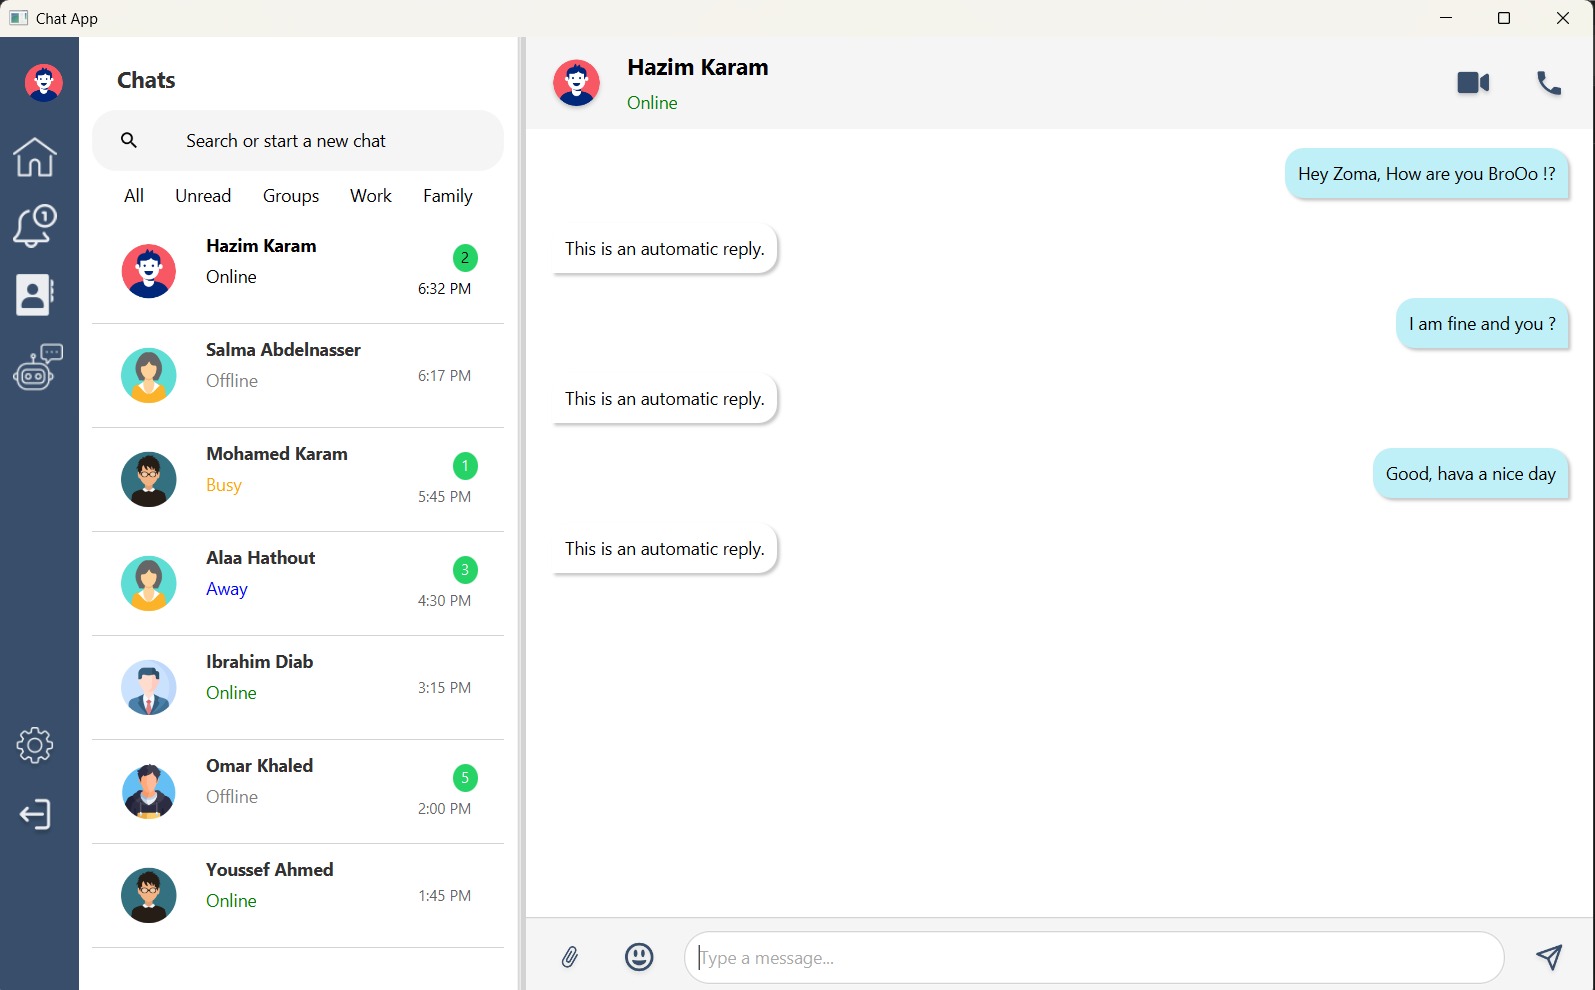 Chat App
Chats
Search or start a new chat
All Unread Groups Work Family
Hazim Karam
Online
2
6:32 PM
Salma Abdelnasser
Offline
6:17 PM
Mohamed Karam
Busy
1
5:45 PM
Alaa Hathout
Away
3
4:30 PM
Ibrahim Diab
Online
3:15 PM
Omar Khaled
Offline
5
2:00 PM
Youssef Ahmed
Online
1:45 PM
1
Hazim Karam
Online
Hey Zoma, How are you BroOo !?
This is an automatic reply.
I am fine and you ?
This is an automatic reply.
Good, hava a nice day
This is an automatic reply.
Type a message...